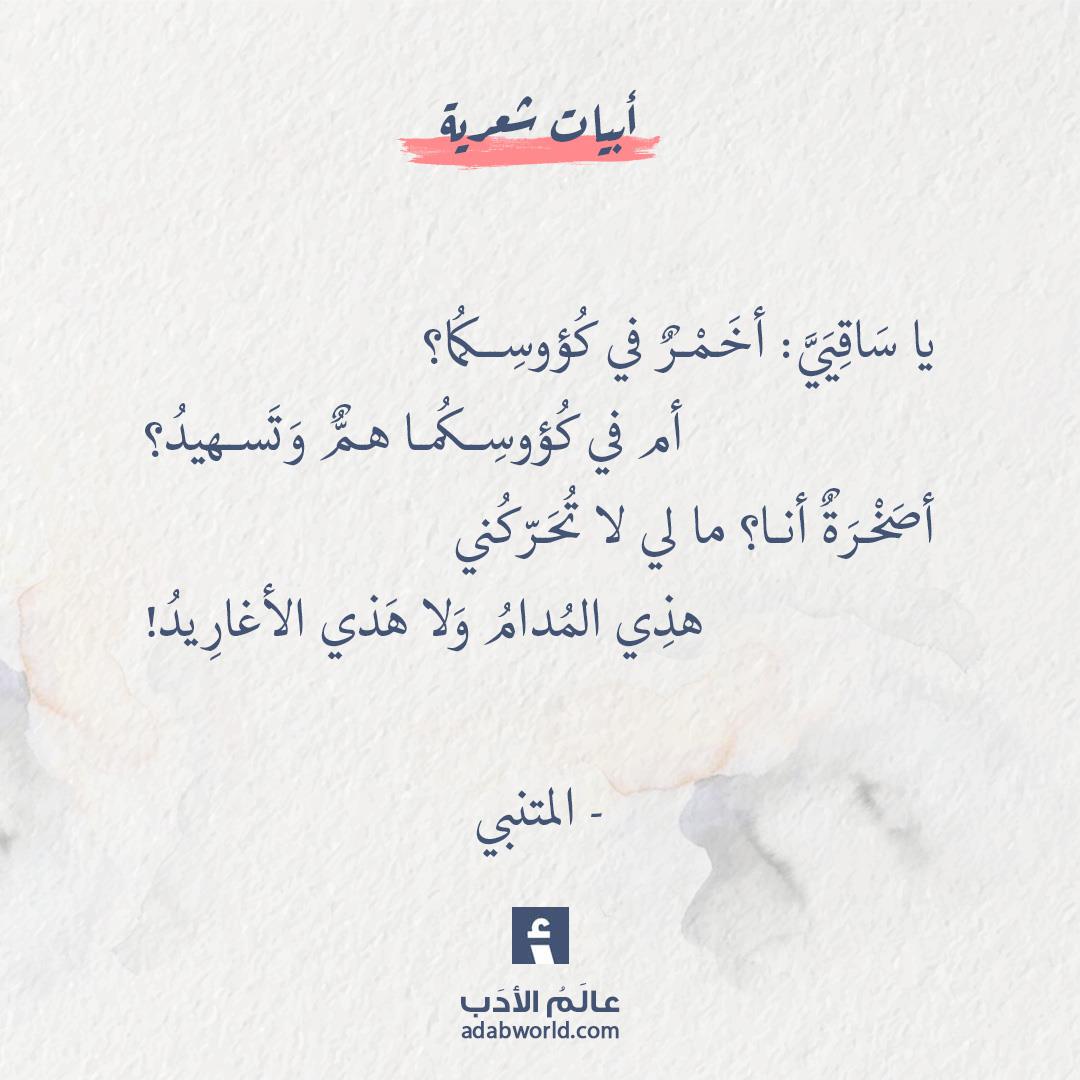 أبيات شعرية
يا سَاقِيَيَّ: أخَمْرٌ في كُؤوسِكُما؟
أم في كُؤوسِكُما همٌّ وَتَسهيدُ؟
أصَخْرَةٌ أنا؟ ما لي لا تُحَرّكُني
هذِي المُدامُ وَلا هَذي الأغارِيدُ!
- المتنبي
أ
عالَمُ الأدَب
adabworld.com